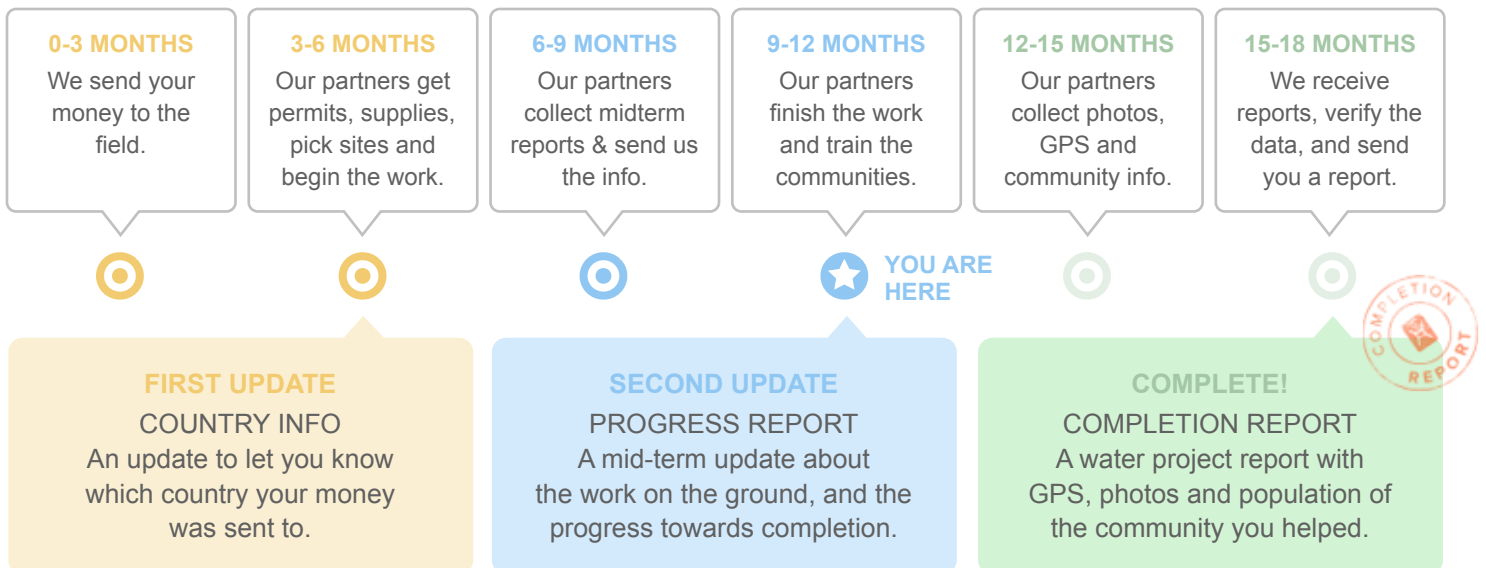 0-3 MONTHS
We send your
money to the
field.
3-6 MONTHS
Our partners get
permits, supplies,
pick sites and
begin the work.
6-9 MONTHS
Our partners
collect midterm
reports & send us
the info.
9-12 MONTHS
Our partners
finish the work
and train the
communities.
12-15 MONTHS
Our partners
collect photos,
GPS and
community info.
15-18 MONTHS
We receive
reports, verify the
data, and send
you a report.
YOU ARE
HERE
FIRST UPDATE
COUNTRY INFO
An update to let you know
which country your money
was sent to.
SECOND UPDATE
PROGRESS REPORT
A mid-term update about
the work on the ground, and the
progress towards completion.
COMPLETE!
COMPLETION REPORT
A water project report with
GPS, photos and population of
the community you helped.
COMPLETION
REPORT